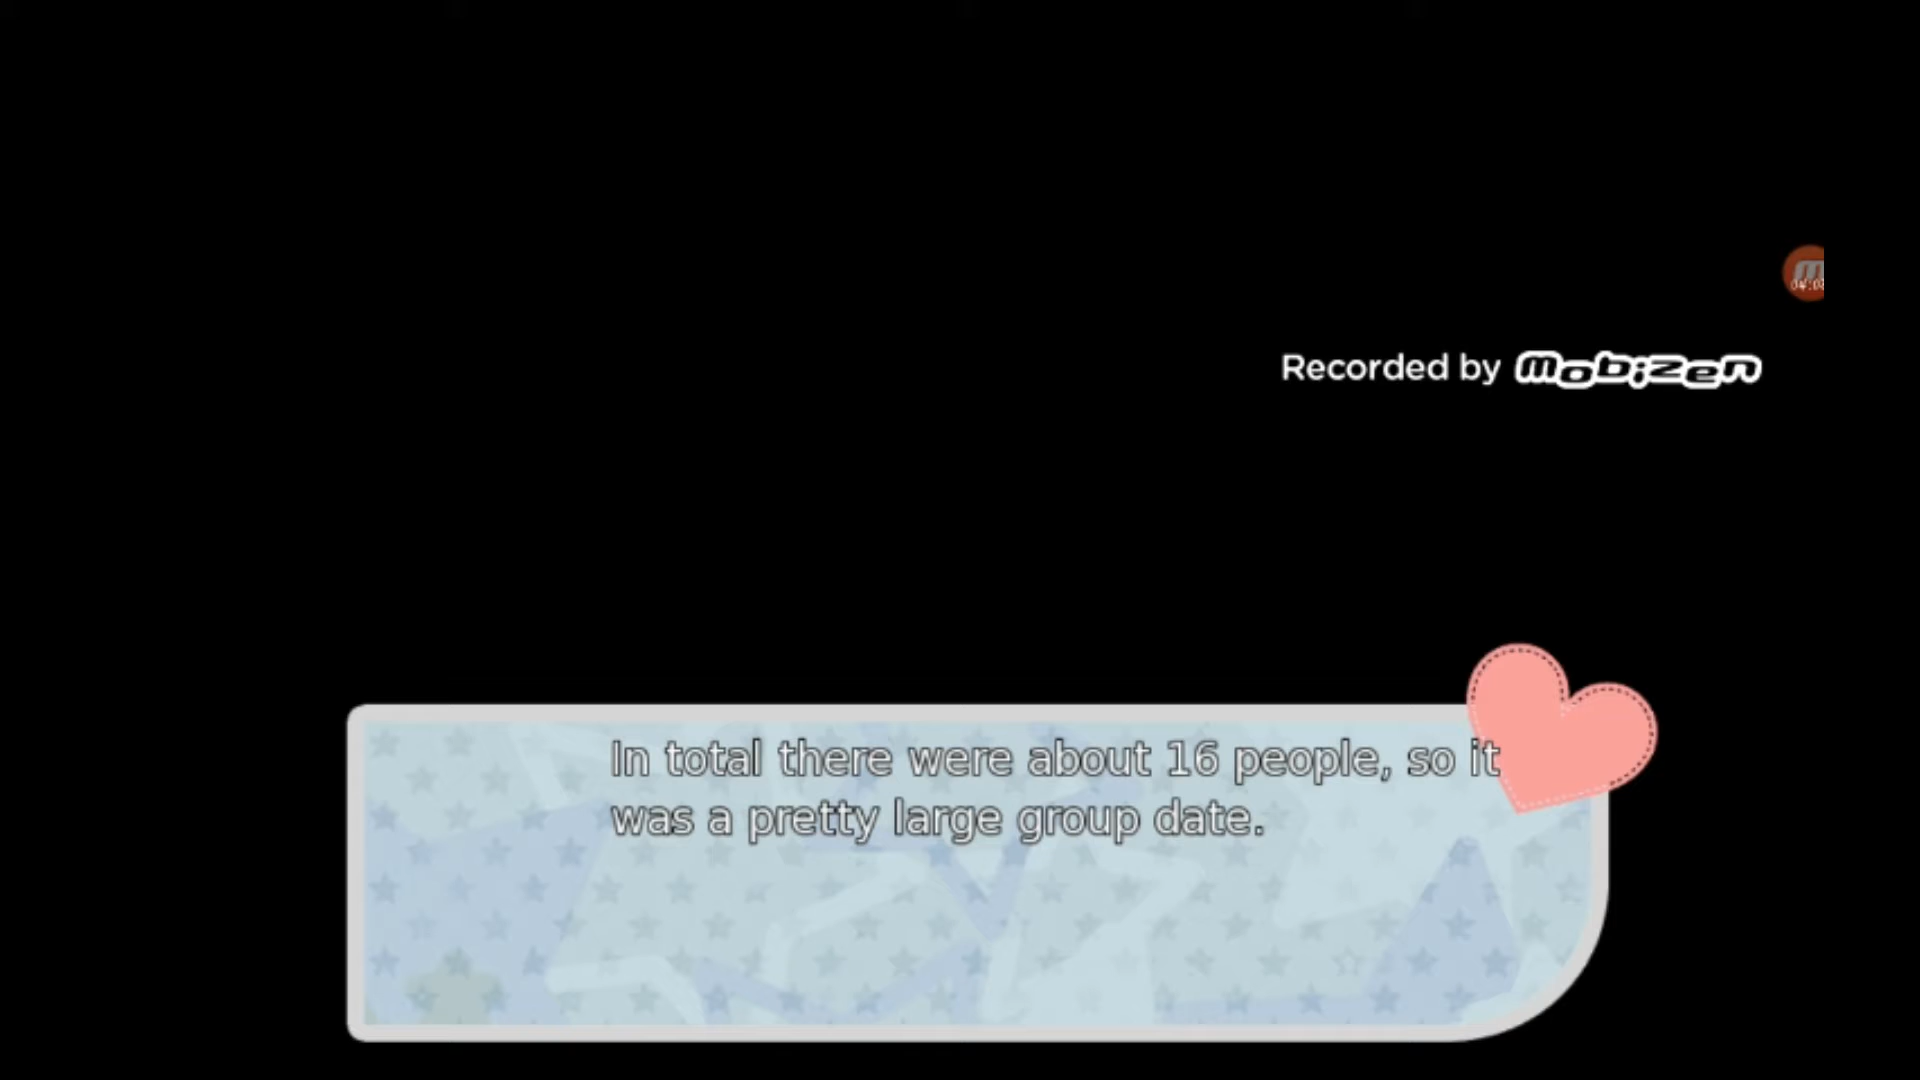 Recorded by mobizen
In total there were about 16 people, so it
was a pretty large group date.